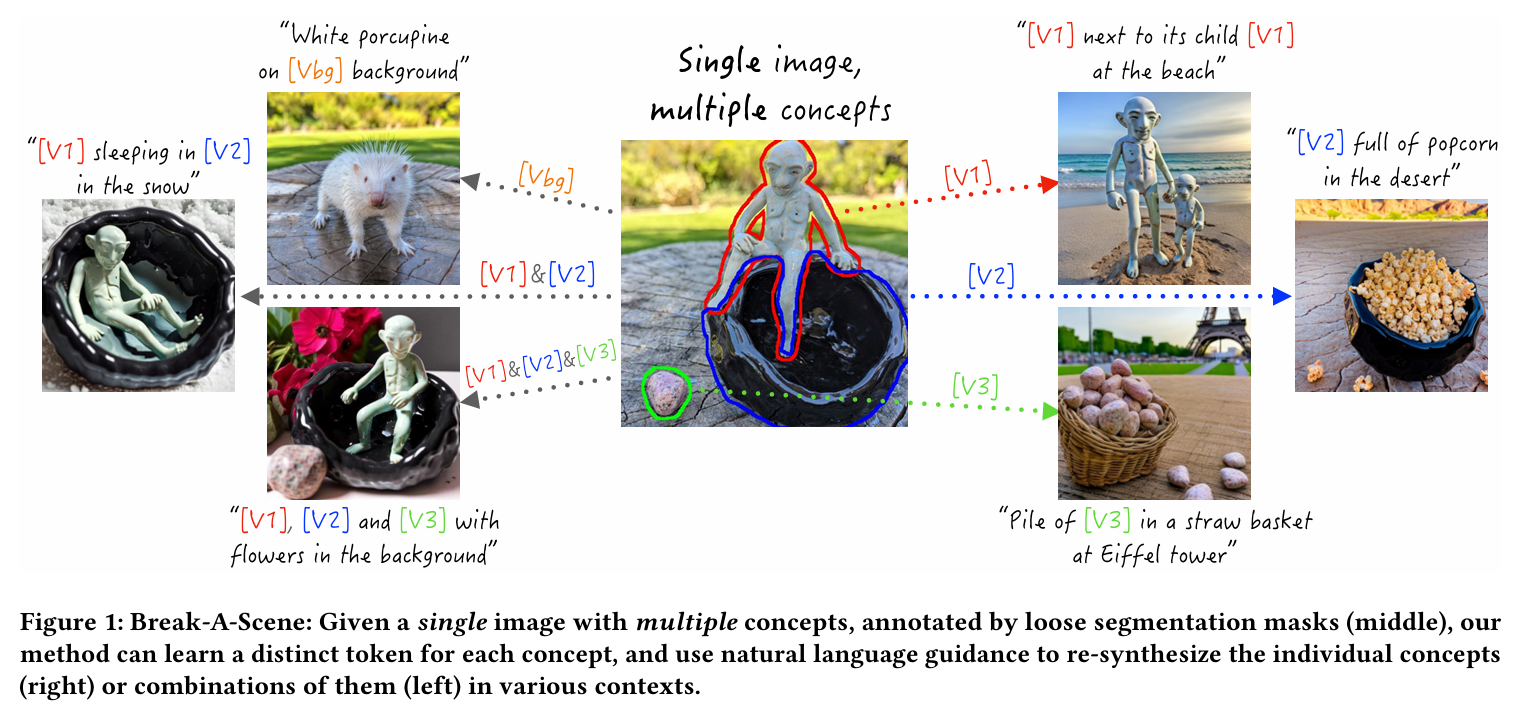 “White porcupine
on [Vbg] background”
Single image,
multiple concepts
“[V1] next to its child [V1]
at the beach”
“[V1] sleeping in [V2]
in the snow”
“[V2] full of popcorn
in the desert”
[Vbg]
[V1]
[V1]&[V2]
[V2]
[V1]&[V2]&[V3]
[V3]
“[V1], [V2] and [V3] with
flowers in the background”
“Pile of [V3] in a straw basket
at Eiffel tower”
Figure 1: Break-A-Scene: Given a single image with multiple concepts, annotated by loose segmentation masks (middle), our
method can learn a distinct token for each concept, and use natural language guidance to re-synthesize the individual concepts
(right) or combinations of them (left) in various contexts.